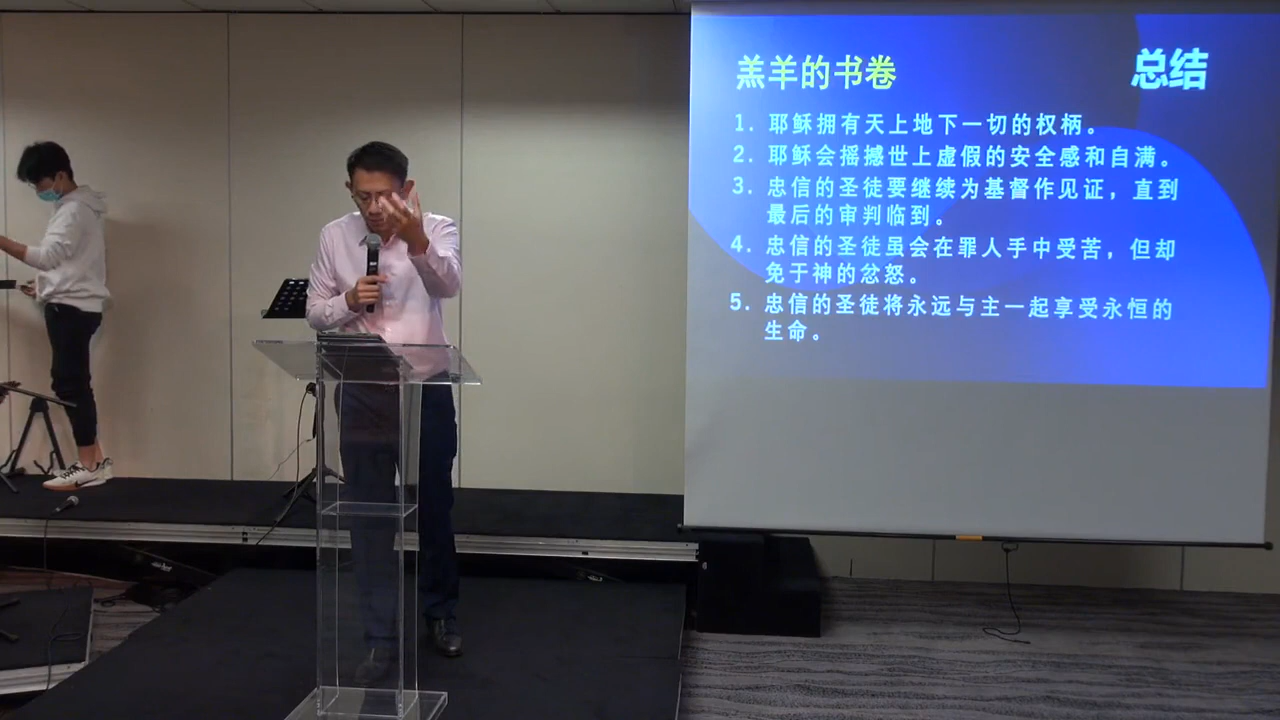 羔羊的书卷
总结
1. 耶稣拥有天上地下一切的权柄。
2. 耶稣会摇撼世上虚假的安全感和自满。
3. 忠信的圣徒要继续为基督作见证，直到
最后的审判临到。
4. 忠信的圣徒虽会在罪人手中受苦，但却
免于神的忿怒。
5. 忠信的圣徒将永远与主一起享受永恒的
生命。